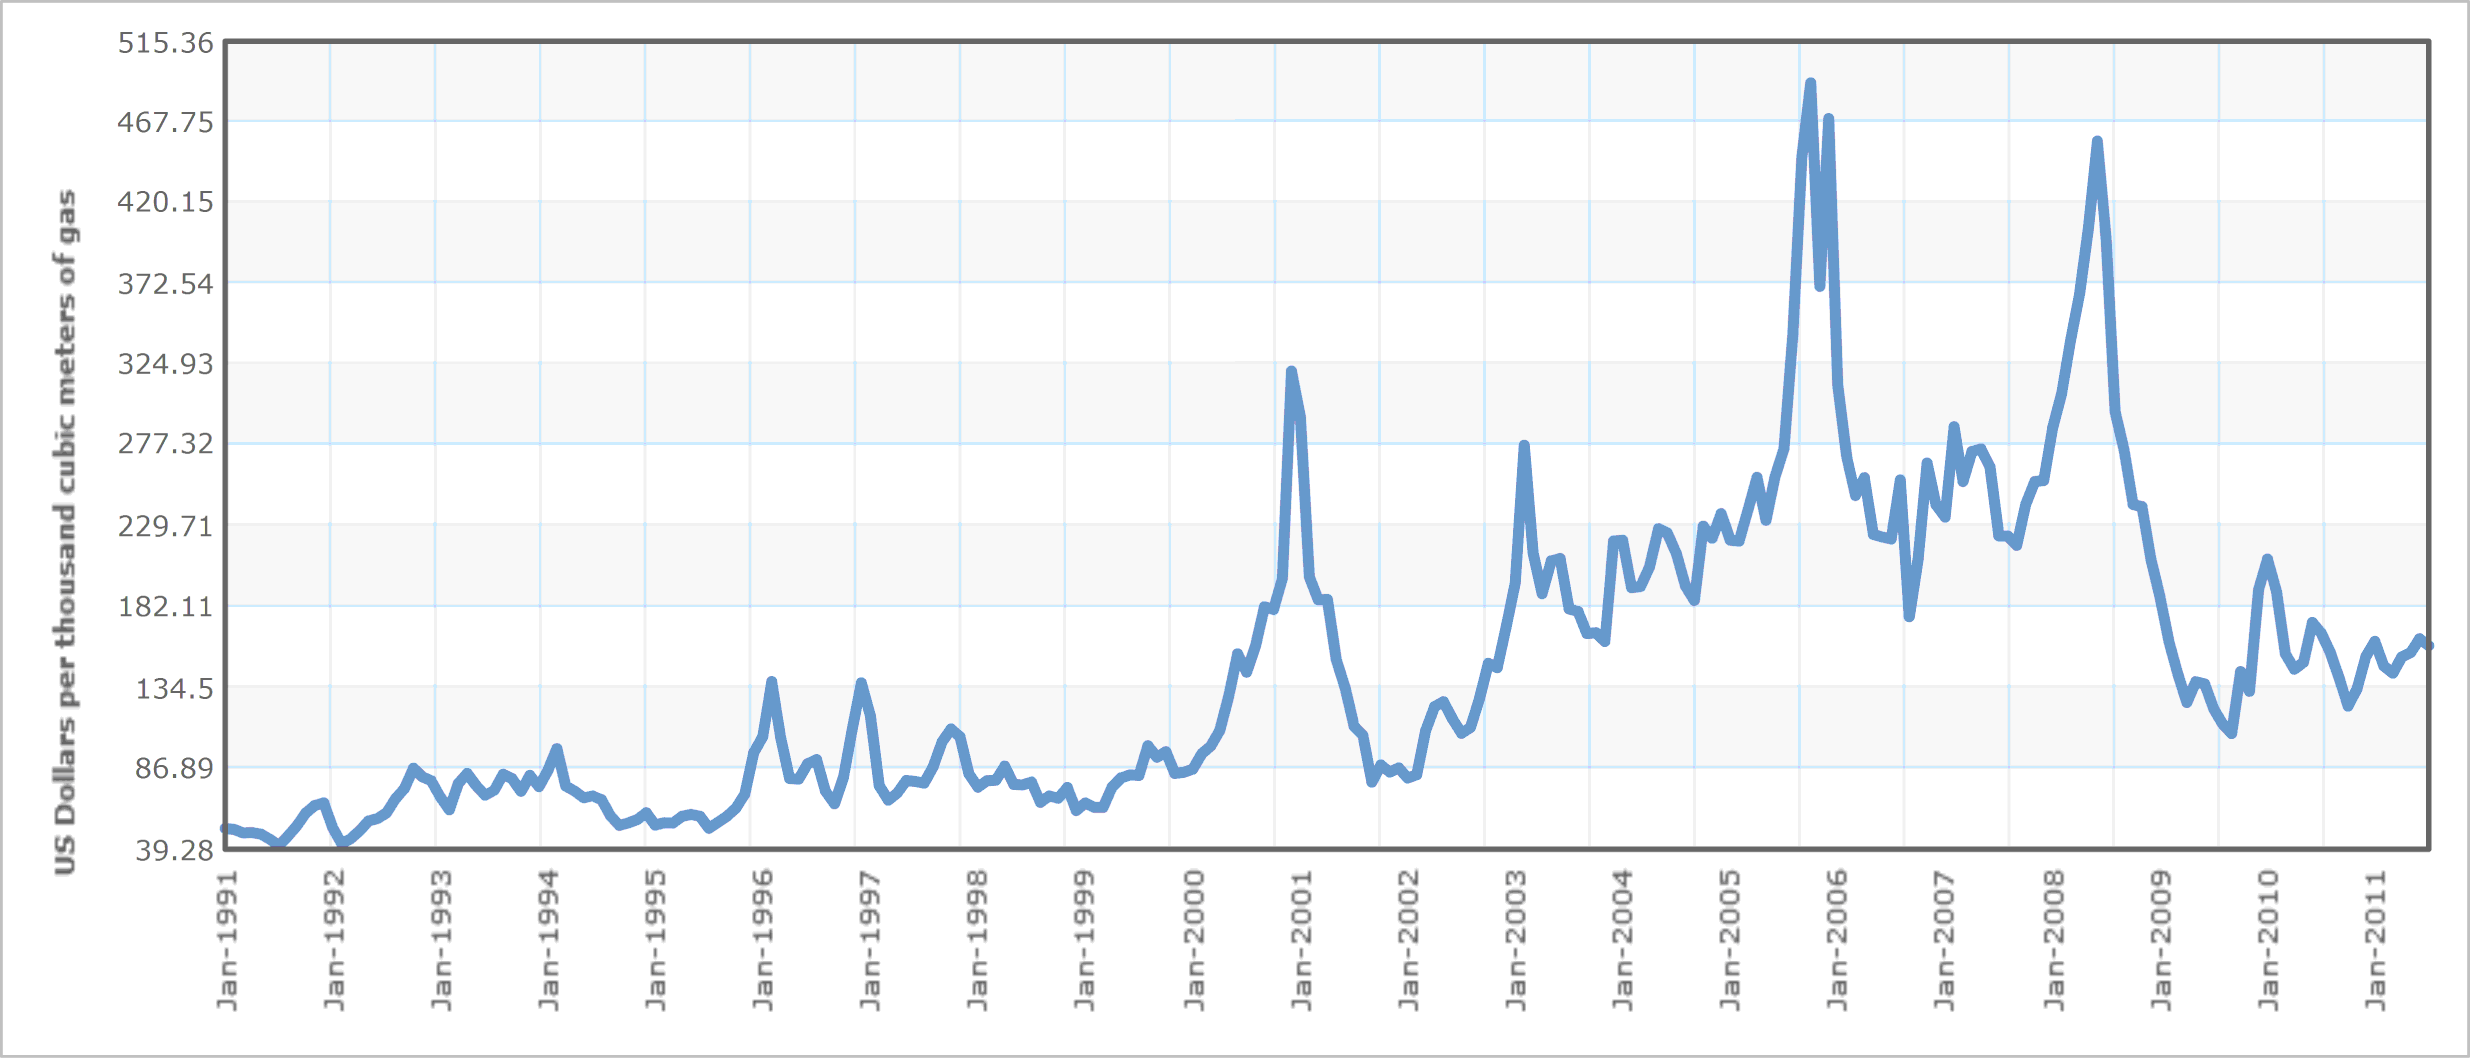 515.36
467.75
420.15
372.54
324.93
277.32
229.71
182.11
134.5
86.89
39.28
US Dollars per thousand cubic meters of gas
Jan-1991
Jan-1992
Jan-1993
Jan-1994
Jan-1995
Jan-1996
Jan-1997
Jan-1998
Jan-1999
Jan-2000
Jan-2001
Jan-2002
Jan-2003
Jan-2004
Jan-2005
Jan-2006
Jan-2007
Jan-2008
Jan-2009
Jan-2010
Jan-2011